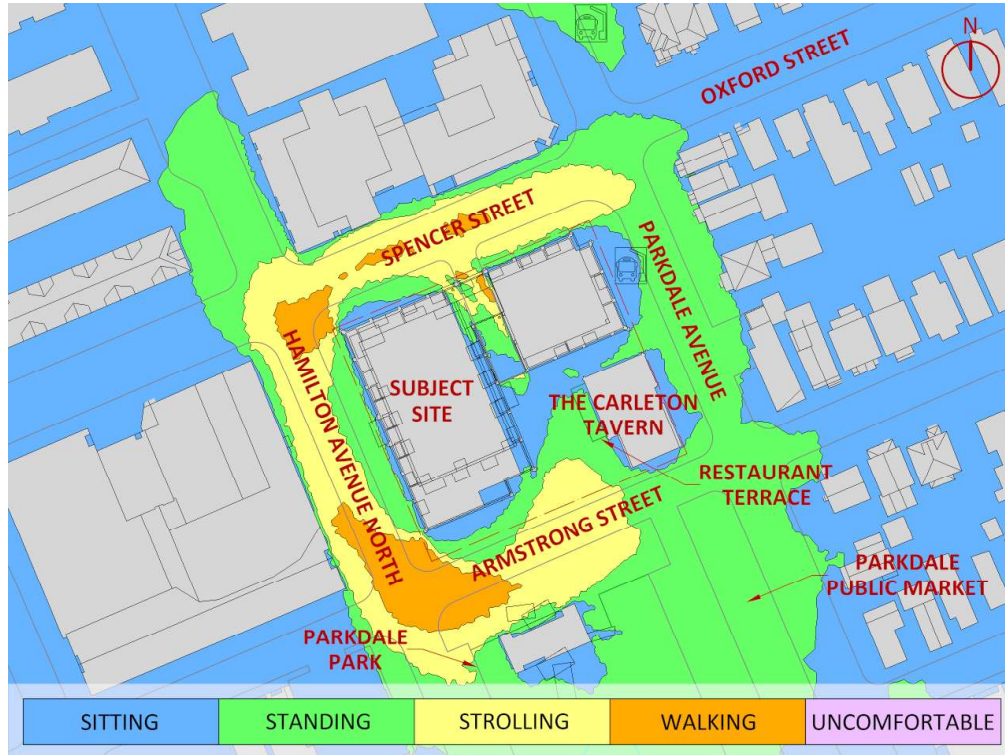 N
OXFORD STREET
SPENCER STREET
PARKDALE AVENUE
HAMILTON AVENUE NORTH
SUBJECT
SITE
THE CARLETON
TAVERN
RESTAURANT
TERRACE
ARMSTRONG STREET
PARKDALE
PUBLIC MARKET
PARKDALE
PARK
SITTING
STANDING
STROLLING
WALKING
UNCOMFORTABLE